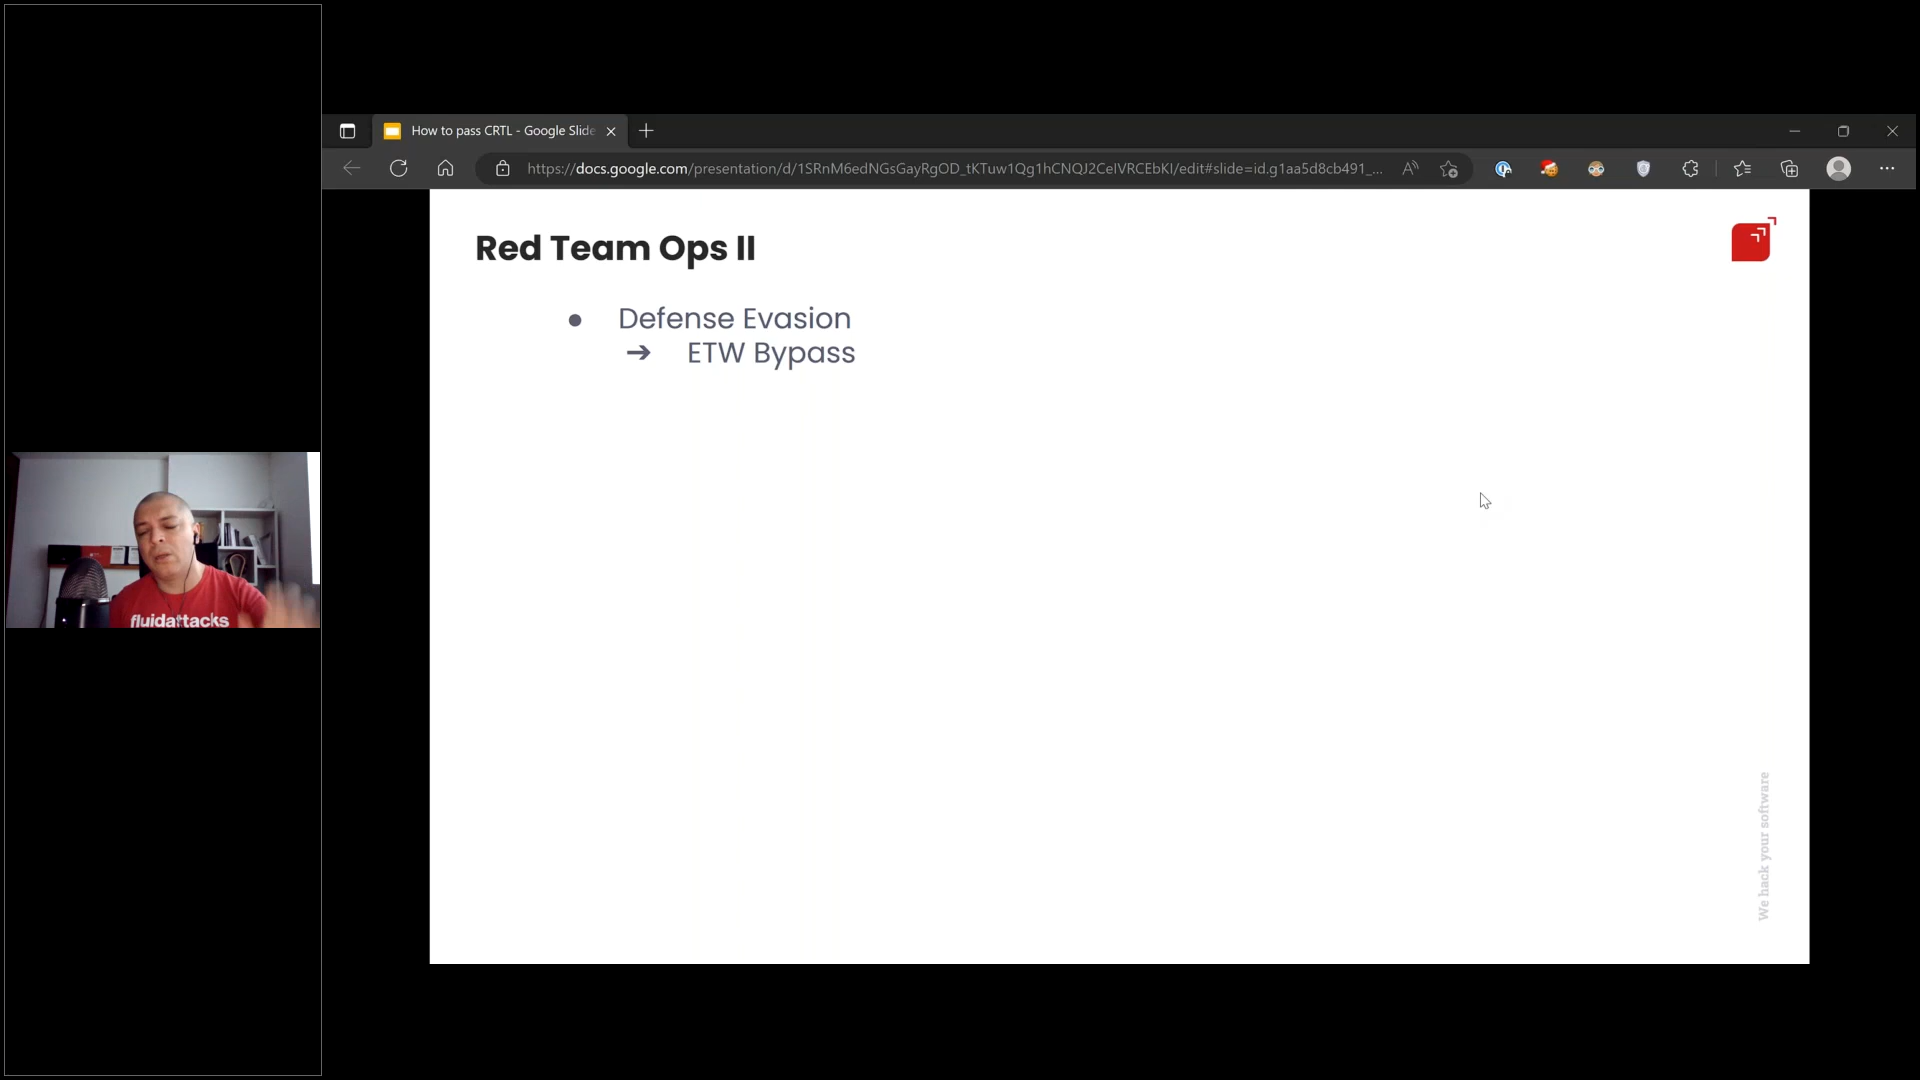 How to pass CRTL - Google Slide
https://docs.google.com/presentation/d/1SRnM6edNGsGayRgOD_tKTuw1Qg1hCNQJ2CeIVRCEbKI/edit#slide=id.g1aa5d8cb491_...
Red Team Ops II
● Defense Evasion
➔ ETW Bypass
fluidattacks
We hack your software